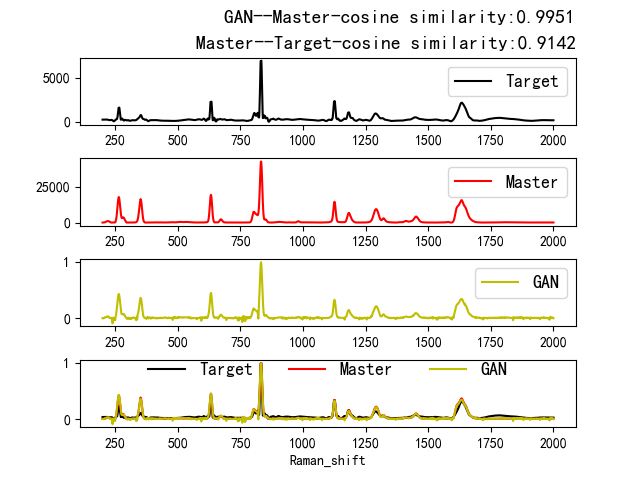 GAN--Master-cosine similarity:0.9951
Master--Target-cosine similarity:0.9142
5000
0
Target
250 500 750 1000 1250 1500 1750 2000
25000
0
Master
250 500 750 1000 1250 1500 1750 2000
1
0
GAN
250 500 750 1000 1250 1500 1750 2000
1
0
Target Master GAN
250 500 750 1000 1250 1500 1750 2000
Raman_shift